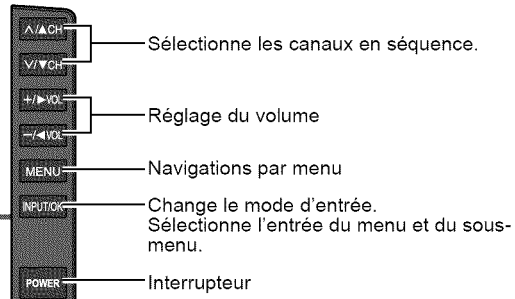 ∧/▲CH
Sélectionne les canaux en séquence.
∨/▼CH
+/▶VOL
Réglage du volume
−/◀VOL
MENU
Navigations par menu
INPUT/OK
Change le mode d'entrée.
Sélectionne l'entrée du menu et du sous-
menu.
POWER
Interrupteur